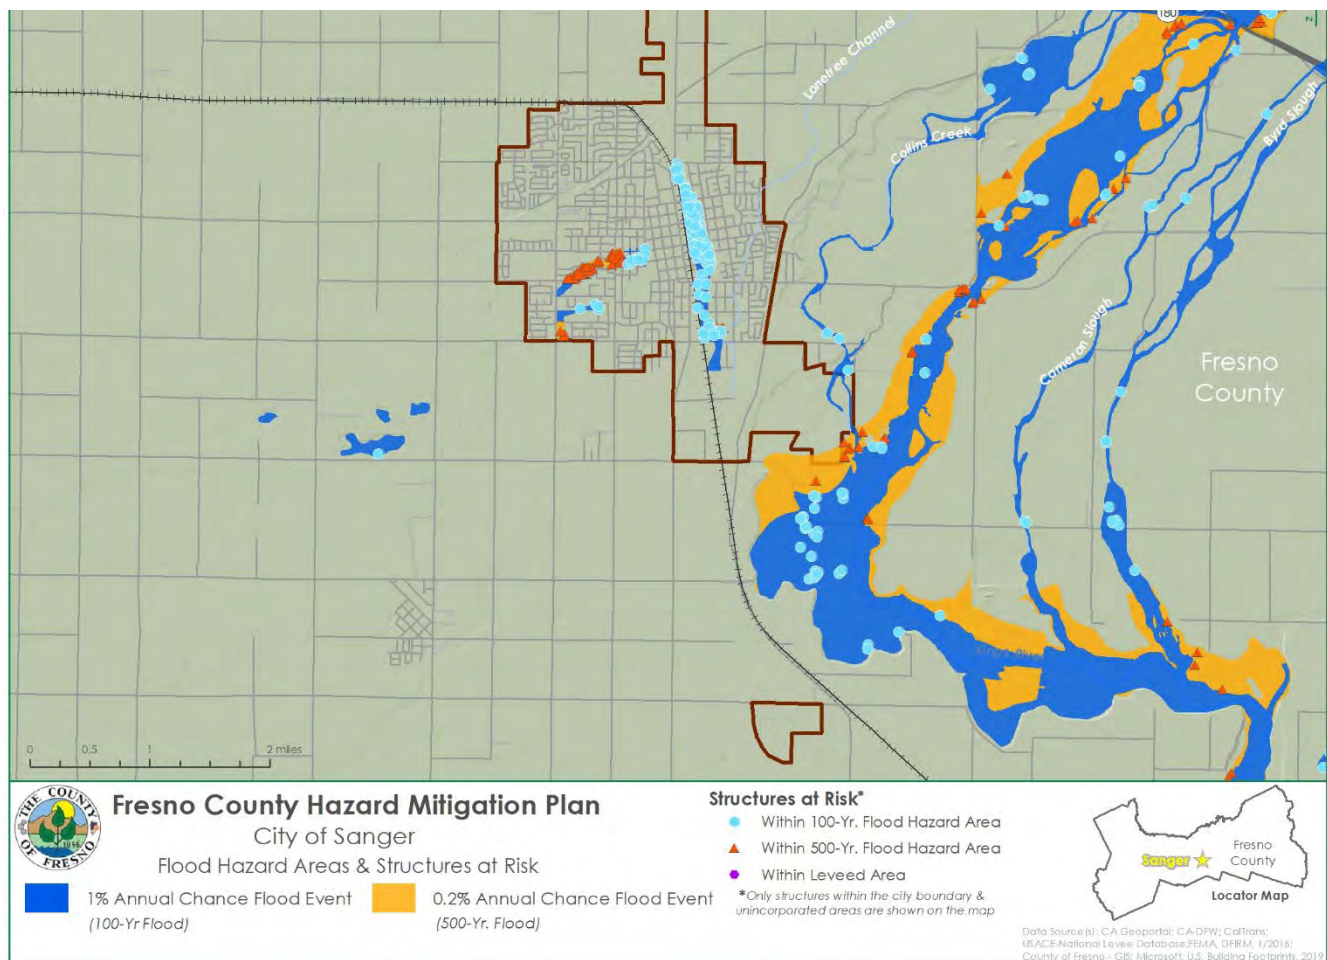 180
N
Lonetree Channel
Collins Creek
Byrd Slough
Cameron Slough
Fresno
County
Kings River
0 0.5 1 2 miles
THE COUNTY
OF FRESNO
1856
Fresno County Hazard Mitigation Plan
City of Sanger
Flood Hazard Areas & Structures at Risk
1% Annual Chance Flood Event
(100-Yr Flood)
0.2% Annual Chance Flood Event
(500-Yr. Flood)
Structures at Risk*
Within 100-Yr. Flood Hazard Area
Within 500-Yr. Flood Hazard Area
Within Leveed Area
*Only structures within the city boundary &
unincorporated areas are shown on the map
Sanger
Fresno
County
Locator Map
Data Source(s): CA Geoportal; CA-DFW; CalTrans;
USACE-National Levee Database;FEMA, DFIRM, 1/2016;
County of Fresno - GIS; Microsoft, U.S. Building Footprints, 2019